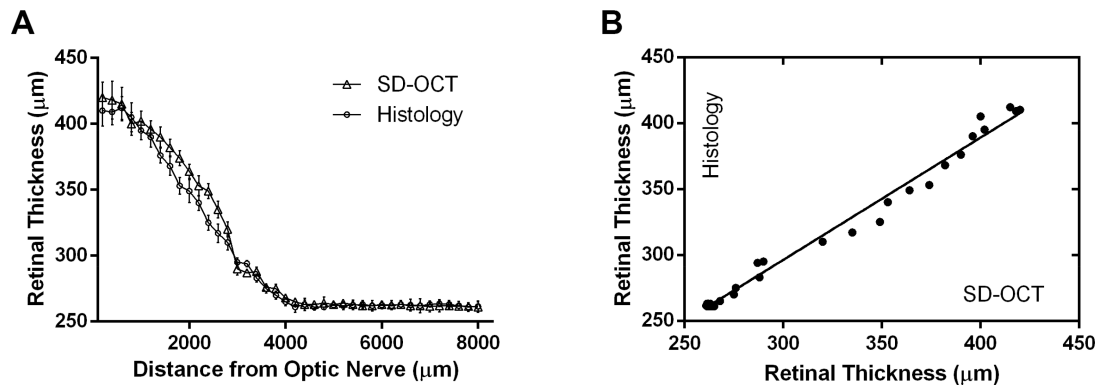 A
450
400
350
300
250
Retinal Thickness (μm)
SD-OCT
Histology
2000
4000
6000
8000
Distance from Optic Nerve (μm)
B
450
400
350
300
250
Retinal Thickness (μm)
Histology
SD-OCT
250
300
350
400
450
Retinal Thickness (μm)